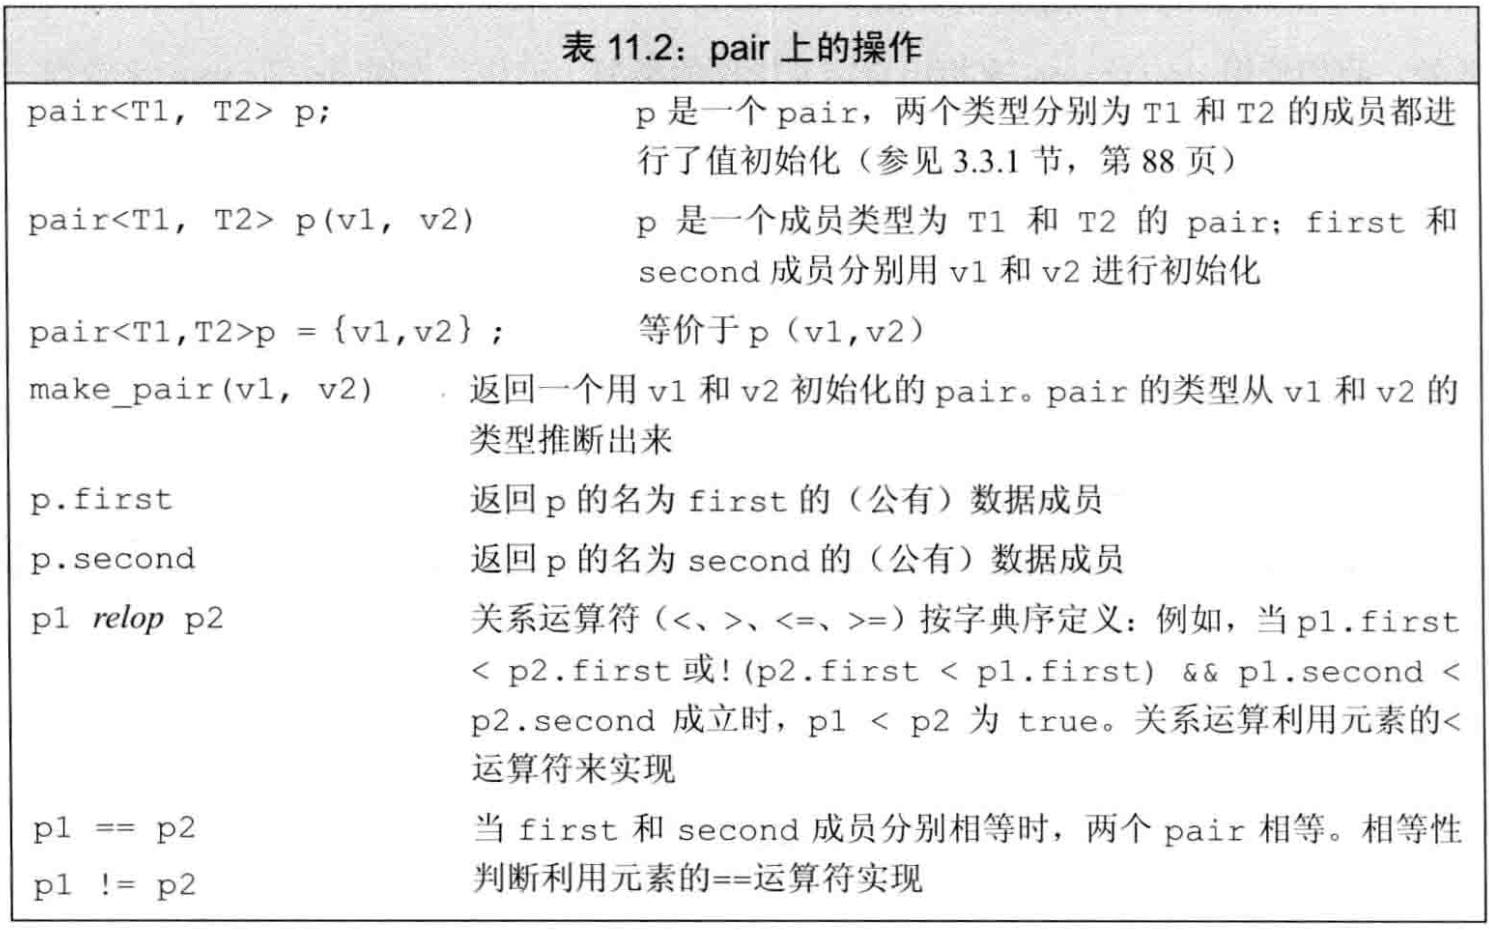 表 11.2：pair 上的操作
pair<T1, T2> p;
p 是一个 pair，两个类型分别为 T1 和 T2 的成员都进
行了值初始化（参见 3.3.1 节，第 88 页）
pair<T1, T2> p(v1, v2)
p 是一个成员类型为 T1 和 T2 的 pair；first 和
second 成员分别用 v1 和 v2 进行初始化
pair<T1,T2>p = {v1,v2} ;
等价于 p（v1,v2）
make_pair(v1, v2)
返回一个用 v1 和 v2 初始化的 pair。pair 的类型从 v1 和 v2 的
类型推断出来
p.first
返回 p 的名为 first 的（公有）数据成员
p.second
返回 p 的名为 second 的（公有）数据成员
p1 relop p2
关系运算符（<、>、<=、>=）按字典序定义：例如，当 p1.first
< p2.first 或!(p2.first < p1.first) && p1.second <
p2.second 成立时，p1 < p2 为 true。关系运算利用元素的<
运算符来实现
p1 == p2
当 first 和 second 成员分别相等时，两个 pair 相等。相等性
p1 != p2
判断利用元素的==运算符实现